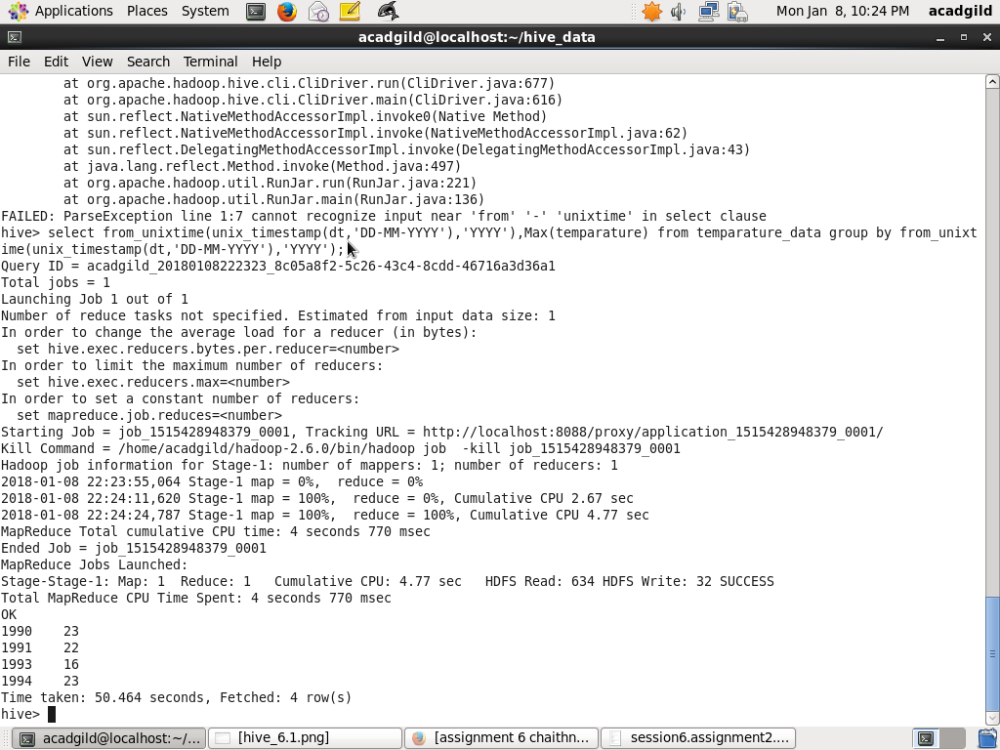 Applications Places System Mon Jan 8, 10:24 PM acadgild
acadgild@localhost:~/hive_data
File Edit View Search Terminal Help
at org.apache.hadoop.hive.cli.CliDriver.run(CliDriver.java:677)
at org.apache.hadoop.hive.cli.CliDriver.main(CliDriver.java:616)
at sun.reflect.NativeMethodAccessorImpl.invoke0(Native Method)
at sun.reflect.NativeMethodAccessorImpl.invoke(NativeMethodAccessorImpl.java:62)
at sun.reflect.DelegatingMethodAccessorImpl.invoke(DelegatingMethodAccessorImpl.java:43)
at java.lang.reflect.Method.invoke(Method.java:497)
at org.apache.hadoop.util.RunJar.run(RunJar.java:221)
at org.apache.hadoop.util.RunJar.main(RunJar.java:136)
FAILED: ParseException line 1:7 cannot recognize input near 'from' '-' 'unixtime' in select clause
hive> select from_unixtime(unix_timestamp(dt,'DD-MM-YYYY'),'YYYY'),Max(temparature) from temparature_data group by from_unixt
ime(unix_timestamp(dt,'DD-MM-YYYY'),'YYYY');
Query ID = acadgild_20180108222323_8c05a8f2-5c26-43c4-8cdd-46716a3d36a1
Total jobs = 1
Launching Job 1 out of 1
Number of reduce tasks not specified. Estimated from input data size: 1
In order to change the average load for a reducer (in bytes):
set hive.exec.reducers.bytes.per.reducer=<number>
In order to limit the maximum number of reducers:
set hive.exec.reducers.max=<number>
In order to set a constant number of reducers:
set mapreduce.job.reduces=<number>
Starting Job = job_1515428948379_0001, Tracking URL = http://localhost:8088/proxy/application_1515428948379_0001/
Kill Command = /home/acadgild/hadoop-2.6.0/bin/hadoop job  -kill job_1515428948379_0001
Hadoop job information for Stage-1: number of mappers: 1; number of reducers: 1
2018-01-08 22:23:55,064 Stage-1 map = 0%,  reduce = 0%
2018-01-08 22:24:11,620 Stage-1 map = 100%,  reduce = 0%, Cumulative CPU 2.67 sec
2018-01-08 22:24:24,787 Stage-1 map = 100%,  reduce = 100%, Cumulative CPU 4.77 sec
MapReduce Total cumulative CPU time: 4 seconds 770 msec
Ended Job = job_1515428948379_0001
MapReduce Jobs Launched:
Stage-Stage-1: Map: 1  Reduce: 1   Cumulative CPU: 4.77 sec   HDFS Read: 634 HDFS Write: 32 SUCCESS
Total MapReduce CPU Time Spent: 4 seconds 770 msec
OK
1990 23
1991 22
1993 16
1994 23
Time taken: 50.464 seconds, Fetched: 4 row(s)
hive>
acadgild@localhost:~/... [hive_6.1.png] [assignment 6 chaithn... session6.assignment2....